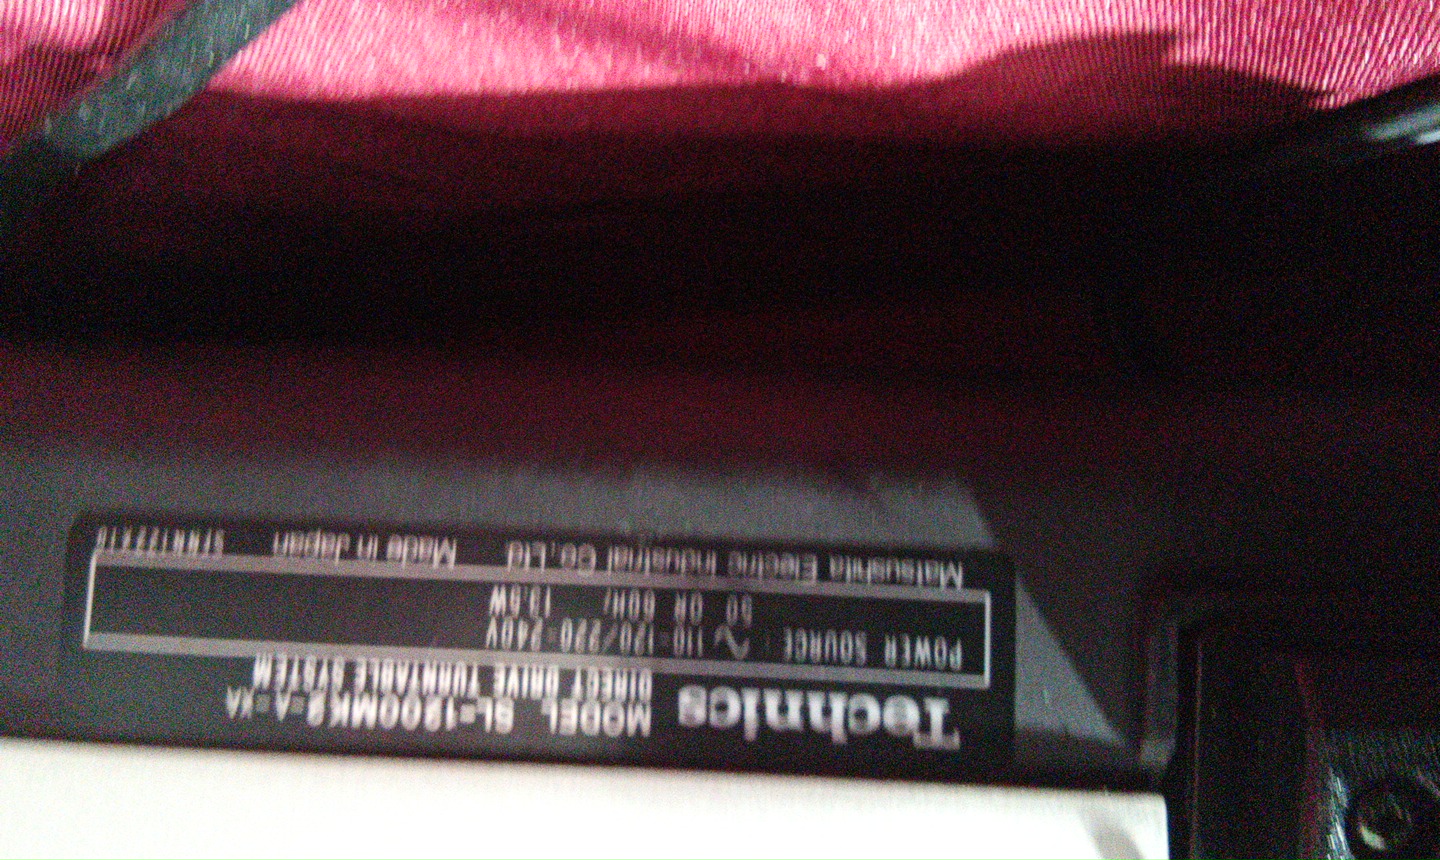 Technics
MODEL SL-1200MK2-A-XA
DIRECT DRIVE TURNTABLE SYSTEM
POWER SOURCE : ∿ 110-120/220-240V
50 OR 60Hz 13.5W
Matsushita Electric Industrial Co., Ltd. Made in Japan